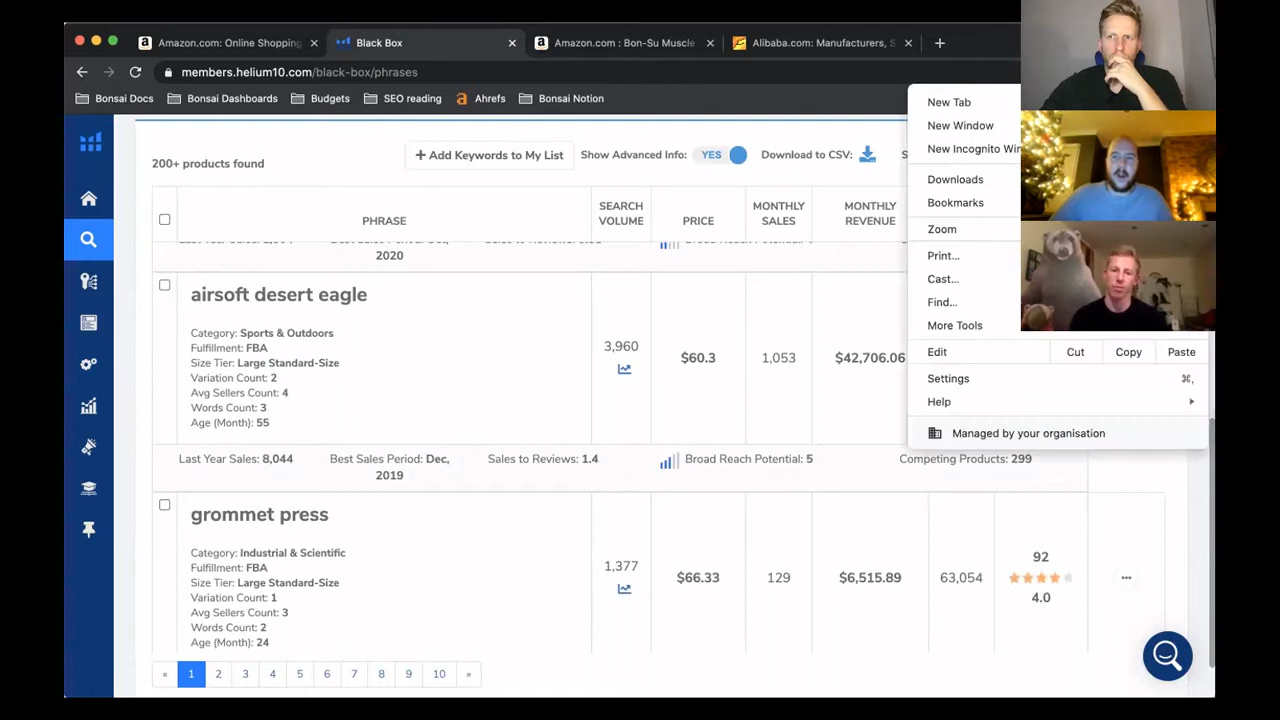 Amazon.com: Online Shopping
Black Box
Amazon.com : Bon-Su Muscle
Alibaba.com: Manufacturers, S
members.helium10.com/black-box/phrases
Bonsai Docs
Bonsai Dashboards
Budgets
SEO reading
Ahrefs
Bonsai Notion
New Tab
New Window
New Incognito Win
Downloads
Bookmarks
Zoom
Print...
Cast...
Find...
More Tools
Edit Cut Copy Paste
Settings ⌘,
Help
Managed by your organisation
200+ products found
+ Add Keywords to My List
Show Advanced Info: YES
Download to CSV:
PHRASE
SEARCH
VOLUME
PRICE
MONTHLY
SALES
MONTHLY
REVENUE
2020
airsoft desert eagle
Category: Sports & Outdoors
Fulfillment: FBA
Size Tier: Large Standard-Size
Variation Count: 2
Avg Sellers Count: 4
Words Count: 3
Age (Month): 55
3,960
$60.3
1,053
$42,706.06
Last Year Sales: 8,044
Best Sales Period: Dec,
2019
Sales to Reviews: 1.4
Broad Reach Potential: 5
Competing Products: 299
grommet press
Category: Industrial & Scientific
Fulfillment: FBA
Size Tier: Large Standard-Size
Variation Count: 1
Avg Sellers Count: 3
Words Count: 2
Age (Month): 24
1,377
$66.33
129
$6,515.89
63,054
92
4.0
« 1 2 3 4 5 6 7 8 9 10 »